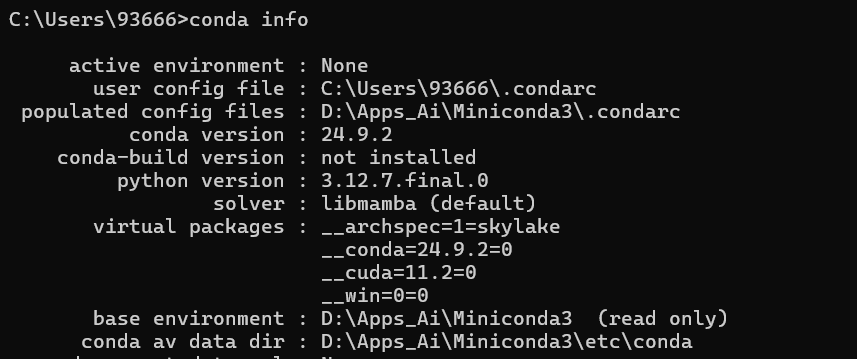 C:\Users\93666>conda info
active environment : None
user config file : C:\Users\93666\.condarc
populated config files : D:\Apps_Ai\Miniconda3\.condarc
conda version : 24.9.2
conda-build version : not installed
python version : 3.12.7.final.0
solver : libmamba (default)
virtual packages : __archspec=1=skylake
__conda=24.9.2=0
__cuda=11.2=0
__win=0=0
base environment : D:\Apps_Ai\Miniconda3  (read only)
conda av data dir : D:\Apps_Ai\Miniconda3\etc\conda